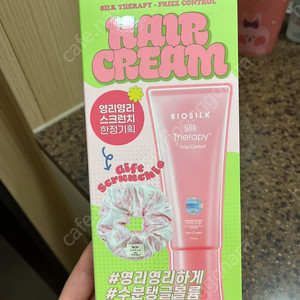 SILK THERAPY - FRIZZ CONTROL
HAIR
CREAM
영리영리
스크런치
한정기획
BIOSILK
Silk
Therapy
Frizz Control
Gift
Scrunchie
#영리영리하게
#수분탱글볼륨